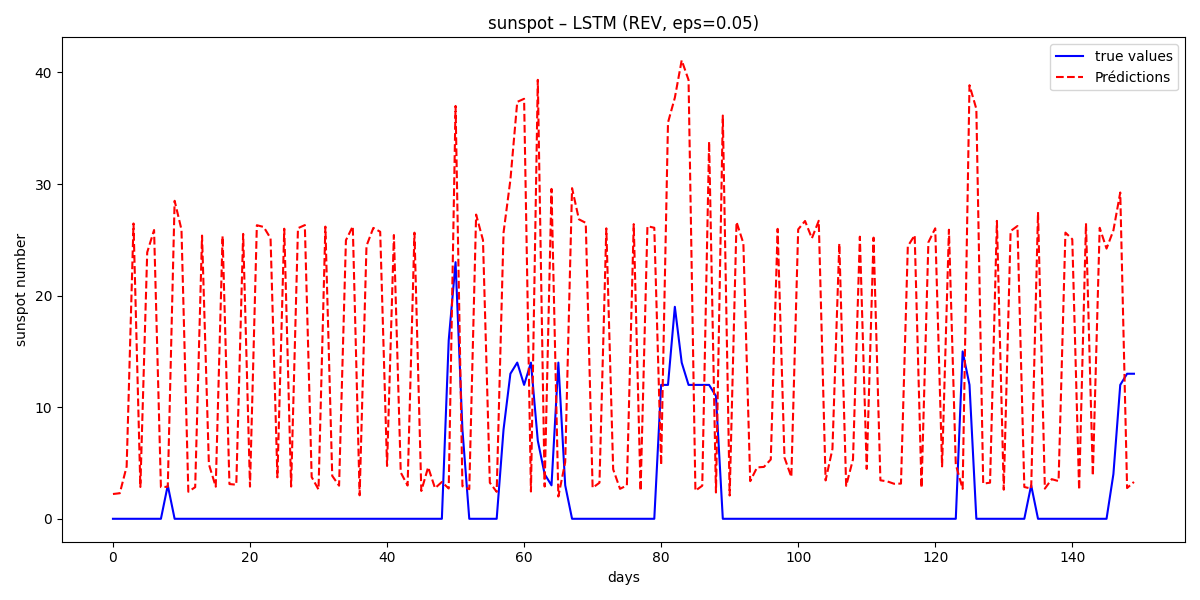 sunspot – LSTM (REV, eps=0.05)
true values
Prédictions
sunspot number
40
30
20
10
0
0 20 40 60 80 100 120 140
days